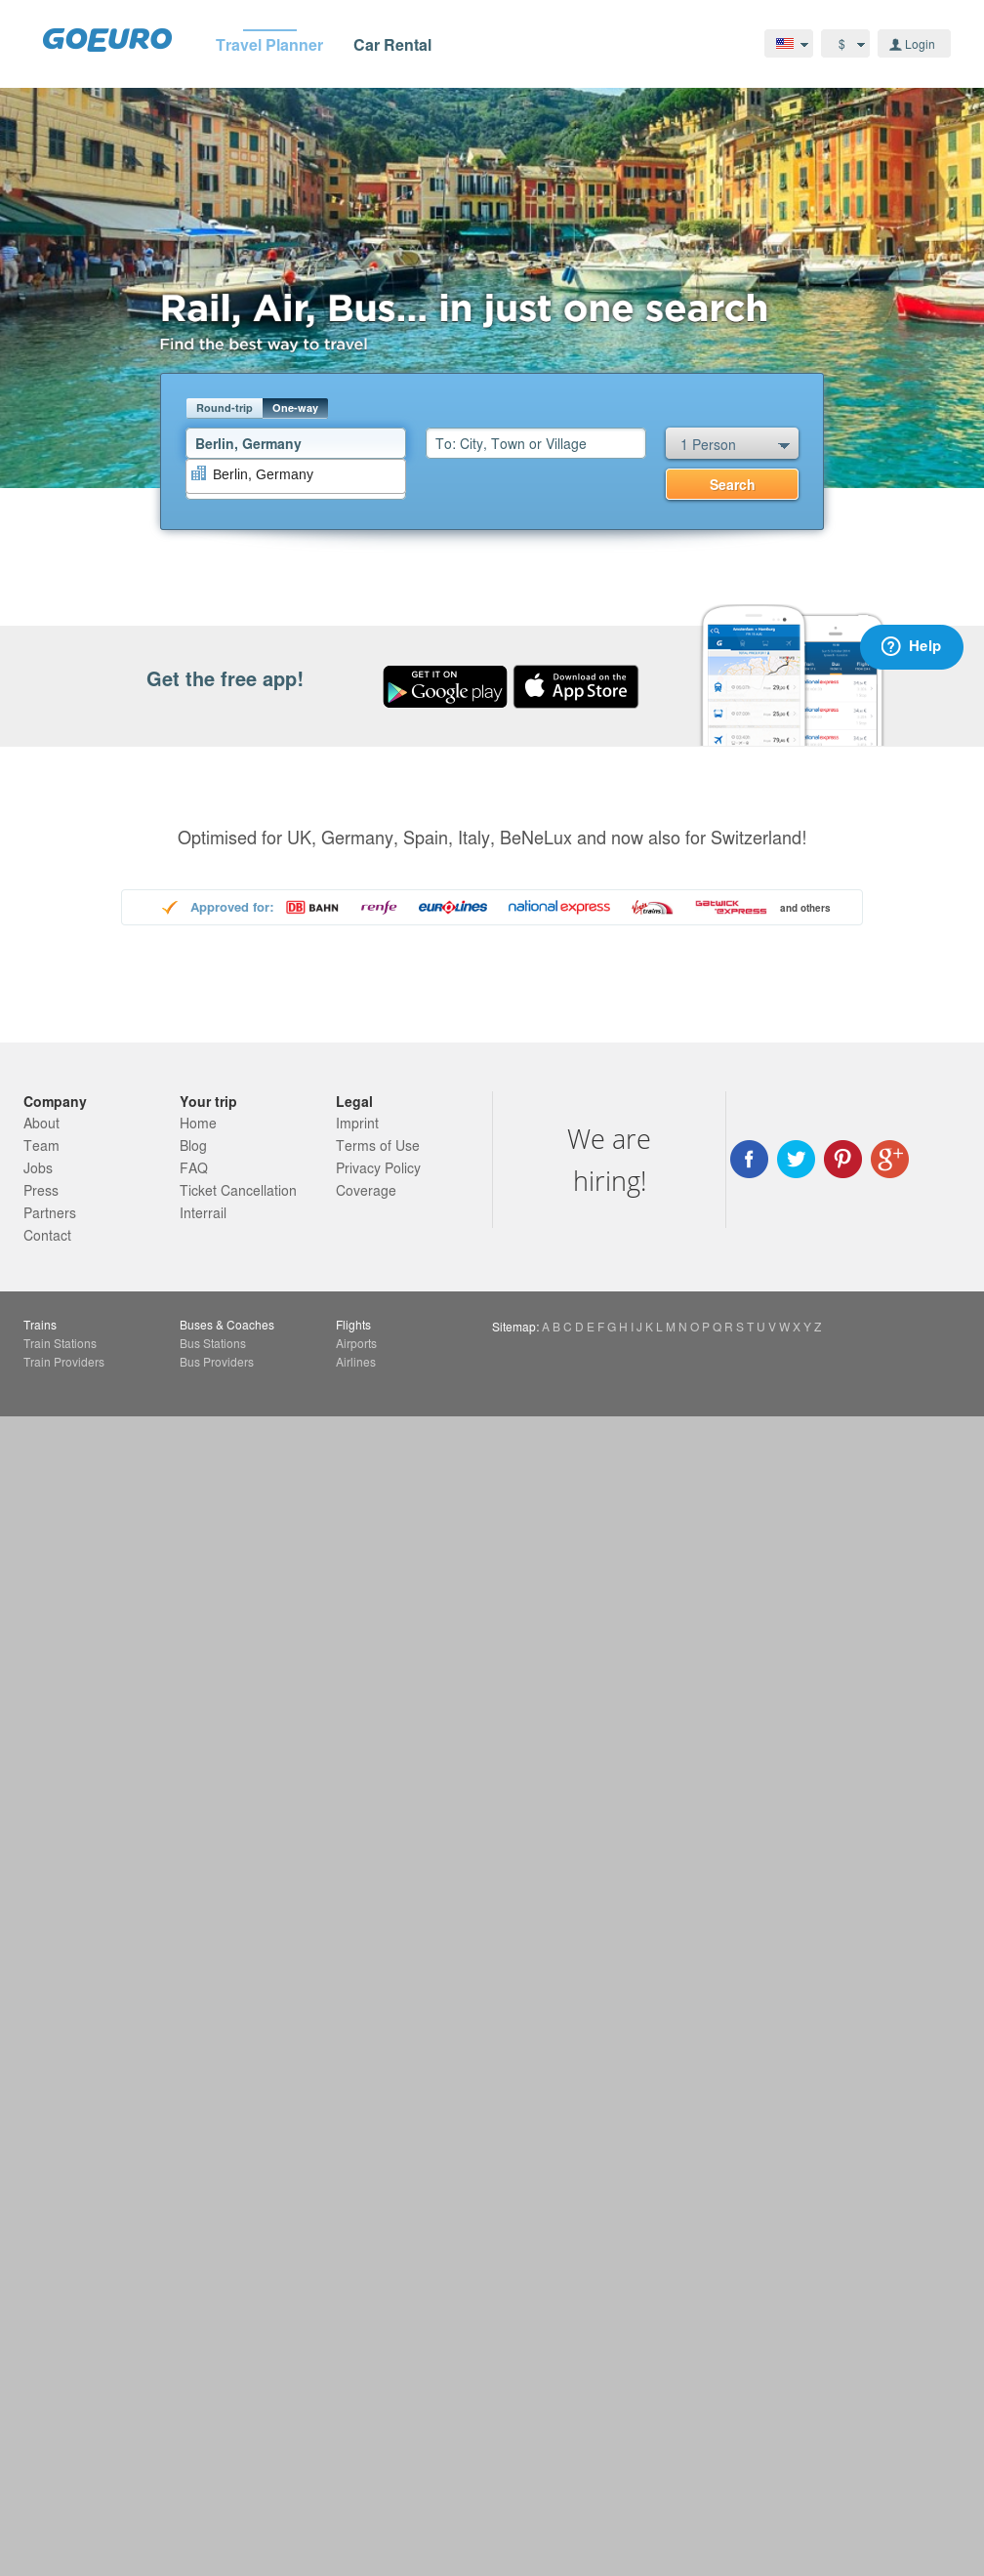 GOEURO
Travel Planner
Car Rental
$
Login
Rail, Air, Bus... in just one search
Find the best way to travel
Round-trip
One-way
Berlin, Germany
To: City, Town or Village
1 Person
Berlin, Germany
Search
Get the free app!
GET IT ON
Google play
Download on the
App Store
Help
Optimised for UK, Germany, Spain, Italy, BeNeLux and now also for Switzerland!
Approved for: DB BAHN renfe eurolines national express Virgin trains GATWICK EXPRESS and others
Company
About
Team
Jobs
Press
Partners
Contact
Your trip
Home
Blog
FAQ
Ticket Cancellation
Interrail
Legal
Imprint
Terms of Use
Privacy Policy
Coverage
We are
hiring!
Trains
Train Stations
Train Providers
Buses & Coaches
Bus Stations
Bus Providers
Flights
Airports
Airlines
Sitemap: A B C D E F G H I J K L M N O P Q R S T U V W X Y Z